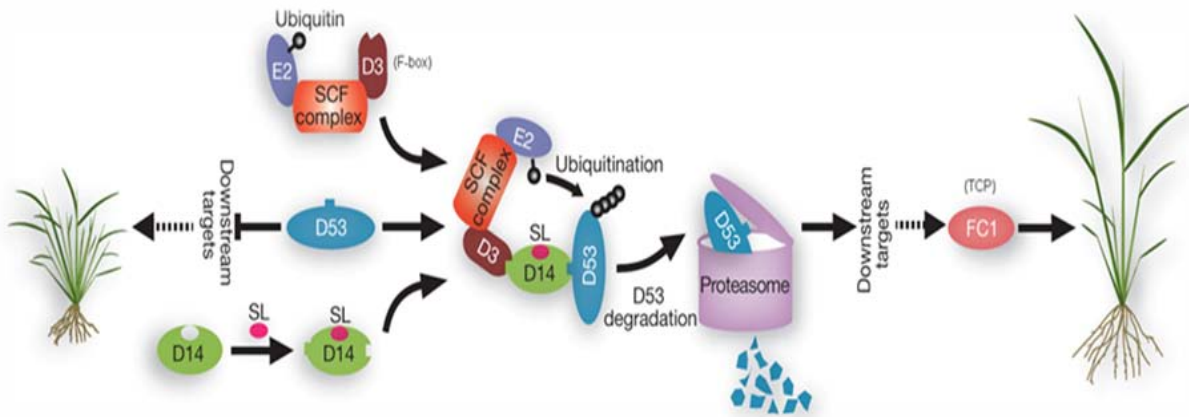 Ubiquitin
E2
D3
(F-box)
SCF
complex
E2
SCF
complex
Ubiquitination
Downstream
targets
D53
SL
D3
D14
D53
D53
Proteasome
D53
degradation
Downstream
targets
(TCP)
FC1
SL
D14
SL
D14